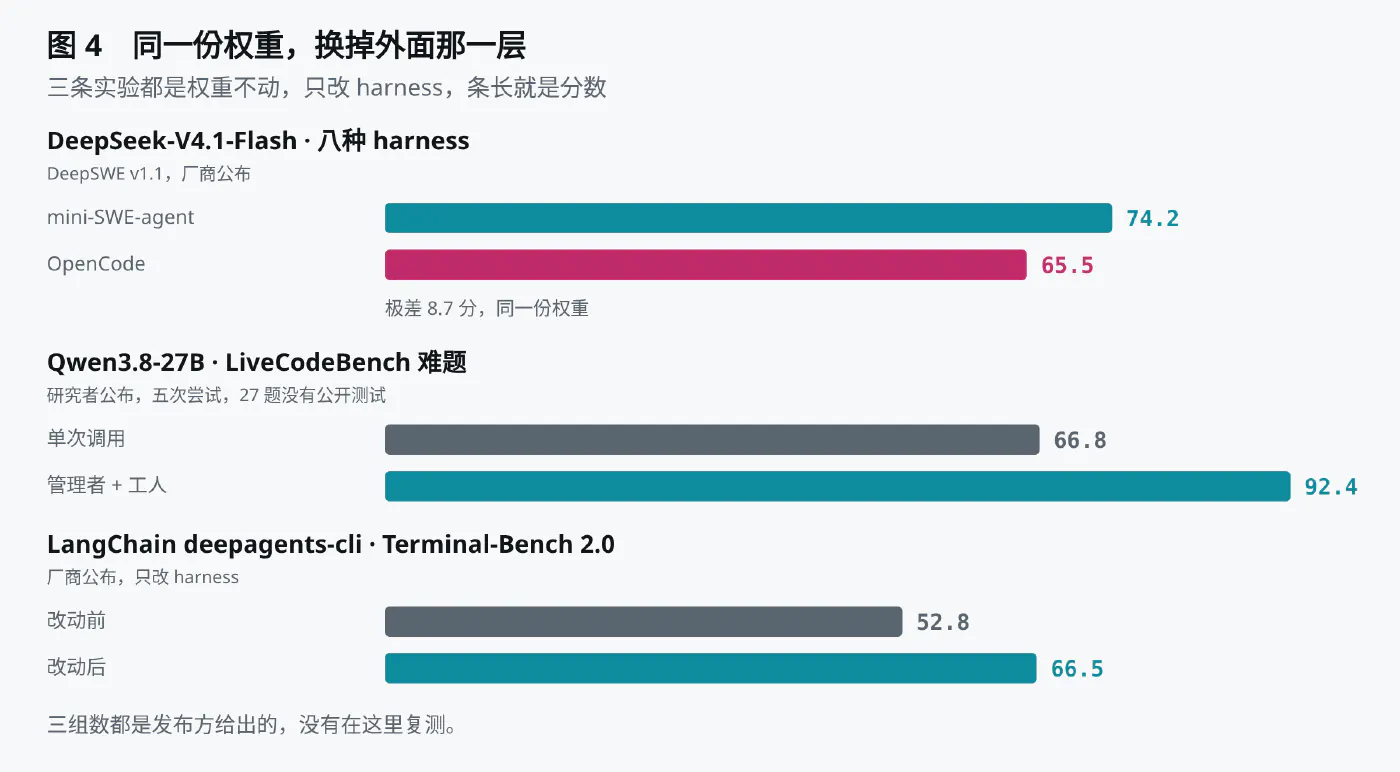 图 4 同一份权重，换掉外面那一层
三条实验都是权重不动，只改 harness，条长就是分数
DeepSeek-V4.1-Flash · 八种 harness
DeepSWE v1.1，厂商公布
mini-SWE-agent 74.2
OpenCode 65.5
极差 8.7 分，同一份权重
Qwen3.8-27B · LiveCodeBench 难题
研究者公布，五次尝试，27 题没有公开测试
单次调用 66.8
管理者 + 工人 92.4
LangChain deepagents-cli · Terminal-Bench 2.0
厂商公布，只改 harness
改动前 52.8
改动后 66.5
三组数都是发布方给出的，没有在这里复测。